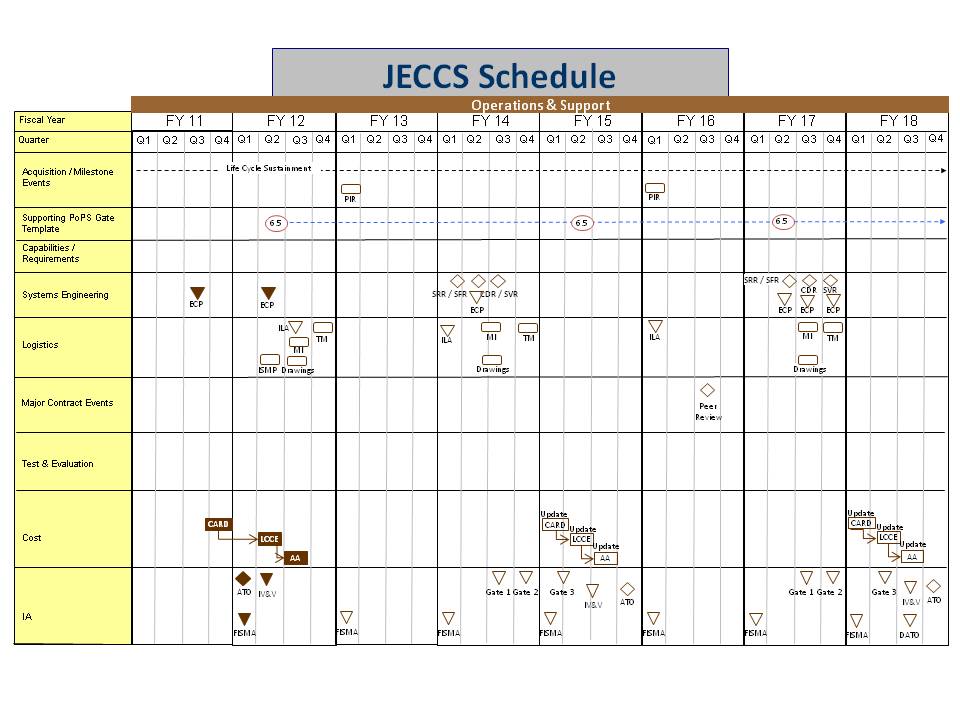 JECCS Schedule
Operations & Support
Fiscal Year FY 11 FY 12 FY 13 FY 14 FY 15 FY 16 FY 17 FY 18
Quarter Q1 Q2 Q3 Q4 Q1 Q2 Q3 Q4 Q1 Q2 Q3 Q4 Q1 Q2 Q3 Q4 Q1 Q2 Q3 Q4 Q1 Q2 Q3 Q4 Q1 Q2 Q3 Q4 Q1 Q2 Q3 Q4
Life Cycle Sustainment
Acquisition / Milestone
Events
PIR PIR
Supporting PoPS Gate
Template
6.5 6.5 6.5
Capabilities /
Requirements
Systems Engineering
ECP ECP
SRR / SFR CDR / SVR
ECP
SRR / SFR CDR SVR
ECP ECP ECP
Logistics
ILA MI TM
ISMP Drawings
ILA MI TM
Drawings
ILA
MI TM
Drawings
Major Contract Events
Peer
Review
Test & Evaluation
Cost
CARD
LCCE
AA
Update
CARD
Update
LCCE
Update
AA
Update
CARD
Update
LCCE
Update
AA
IA
ATO IV&V
Gate 1 Gate 2 Gate 3 IV&V ATO
Gate 1 Gate 2 Gate 3 IV&V ATO
FISMA FISMA FISMA FISMA FISMA FISMA FISMA DATO